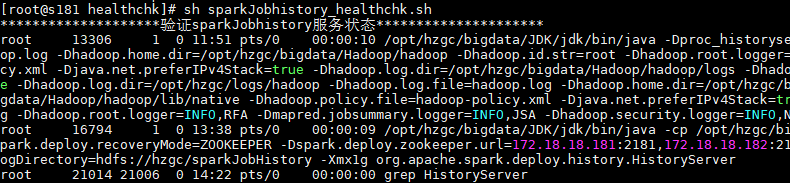 [root@s181 healthchk]# sh sparkJobhistory_healthchk.sh
*******************验证sparkJobhistory服务状态********************
root     13306     1  0 11:51 pts/0    00:00:10 /opt/hzgc/bigdata/JDK/jdk/bin/java -Dproc_historyse
op.log -Dhadoop.home.dir=/opt/hzgc/bigdata/Hadoop/hadoop -Dhadoop.id.str=root -Dhadoop.root.logger=
cy.xml -Djava.net.preferIPv4Stack=true -Dhadoop.log.dir=/opt/hzgc/bigdata/Hadoop/hadoop/logs -Dhado
e -Dhadoop.log.dir=/opt/hzgc/logs/hadoop -Dhadoop.log.file=hadoop.log -Dhadoop.home.dir=/opt/hzgc/b
gdata/Hadoop/hadoop/lib/native -Dhadoop.policy.file=hadoop-policy.xml -Djava.net.preferIPv4Stack=tr
g -Dhadoop.root.logger=INFO,RFA -Dmapred.jobsummary.logger=INFO,JSA -Dhadoop.security.logger=INFO,N
root     16794     1  0 13:38 pts/0    00:00:09 /opt/hzgc/bigdata/JDK/jdk/bin/java -cp /opt/hzgc/bi
park.deploy.recoveryMode=ZOOKEEPER -Dspark.deploy.zookeeper.url=172.18.18.181:2181,172.18.18.182:21
ogDirectory=hdfs://hzgc/sparkJobHistory -Xmx1g org.apache.spark.deploy.history.HistoryServer
root     21014 21006  0 14:22 pts/0    00:00:00 grep HistoryServer